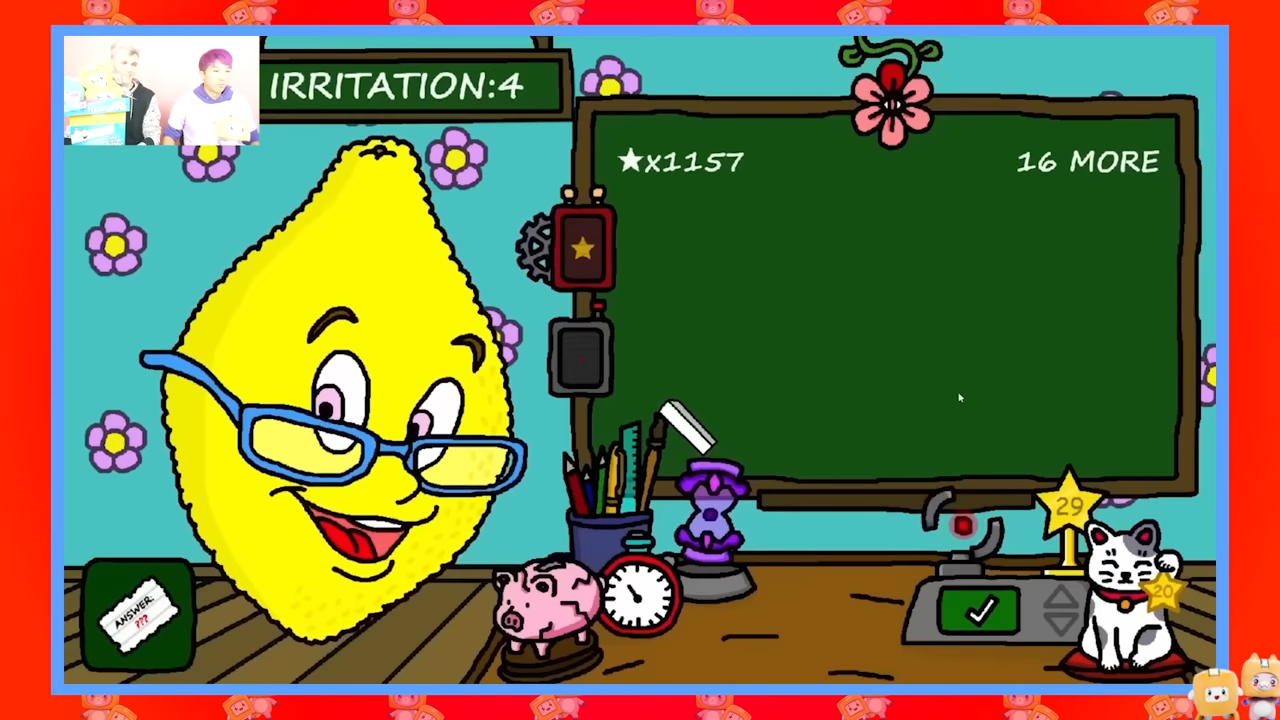 IRRITATION:4
★x1157
16 MORE
29
20
ANSWER:
???